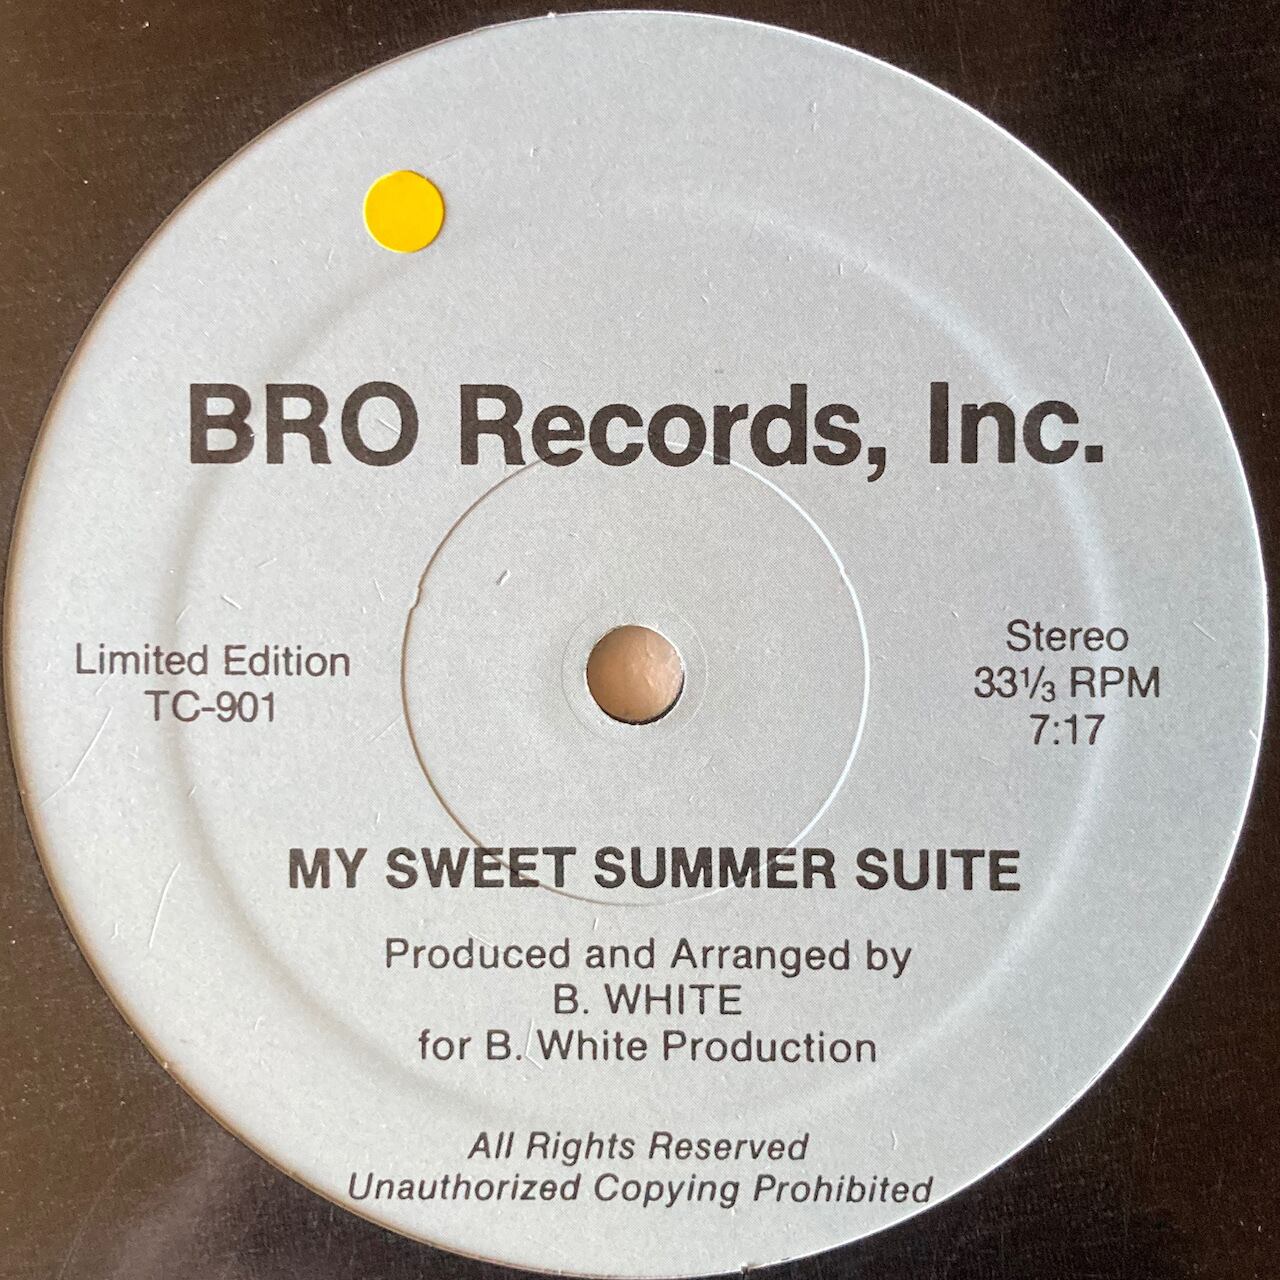 BRO Records, Inc.
Limited Edition
TC-901
Stereo
33⅓ RPM
7:17
MY SWEET SUMMER SUITE
Produced and Arranged by
B. WHITE
for B. White Production
All Rights Reserved
Unauthorized Copying Prohibited